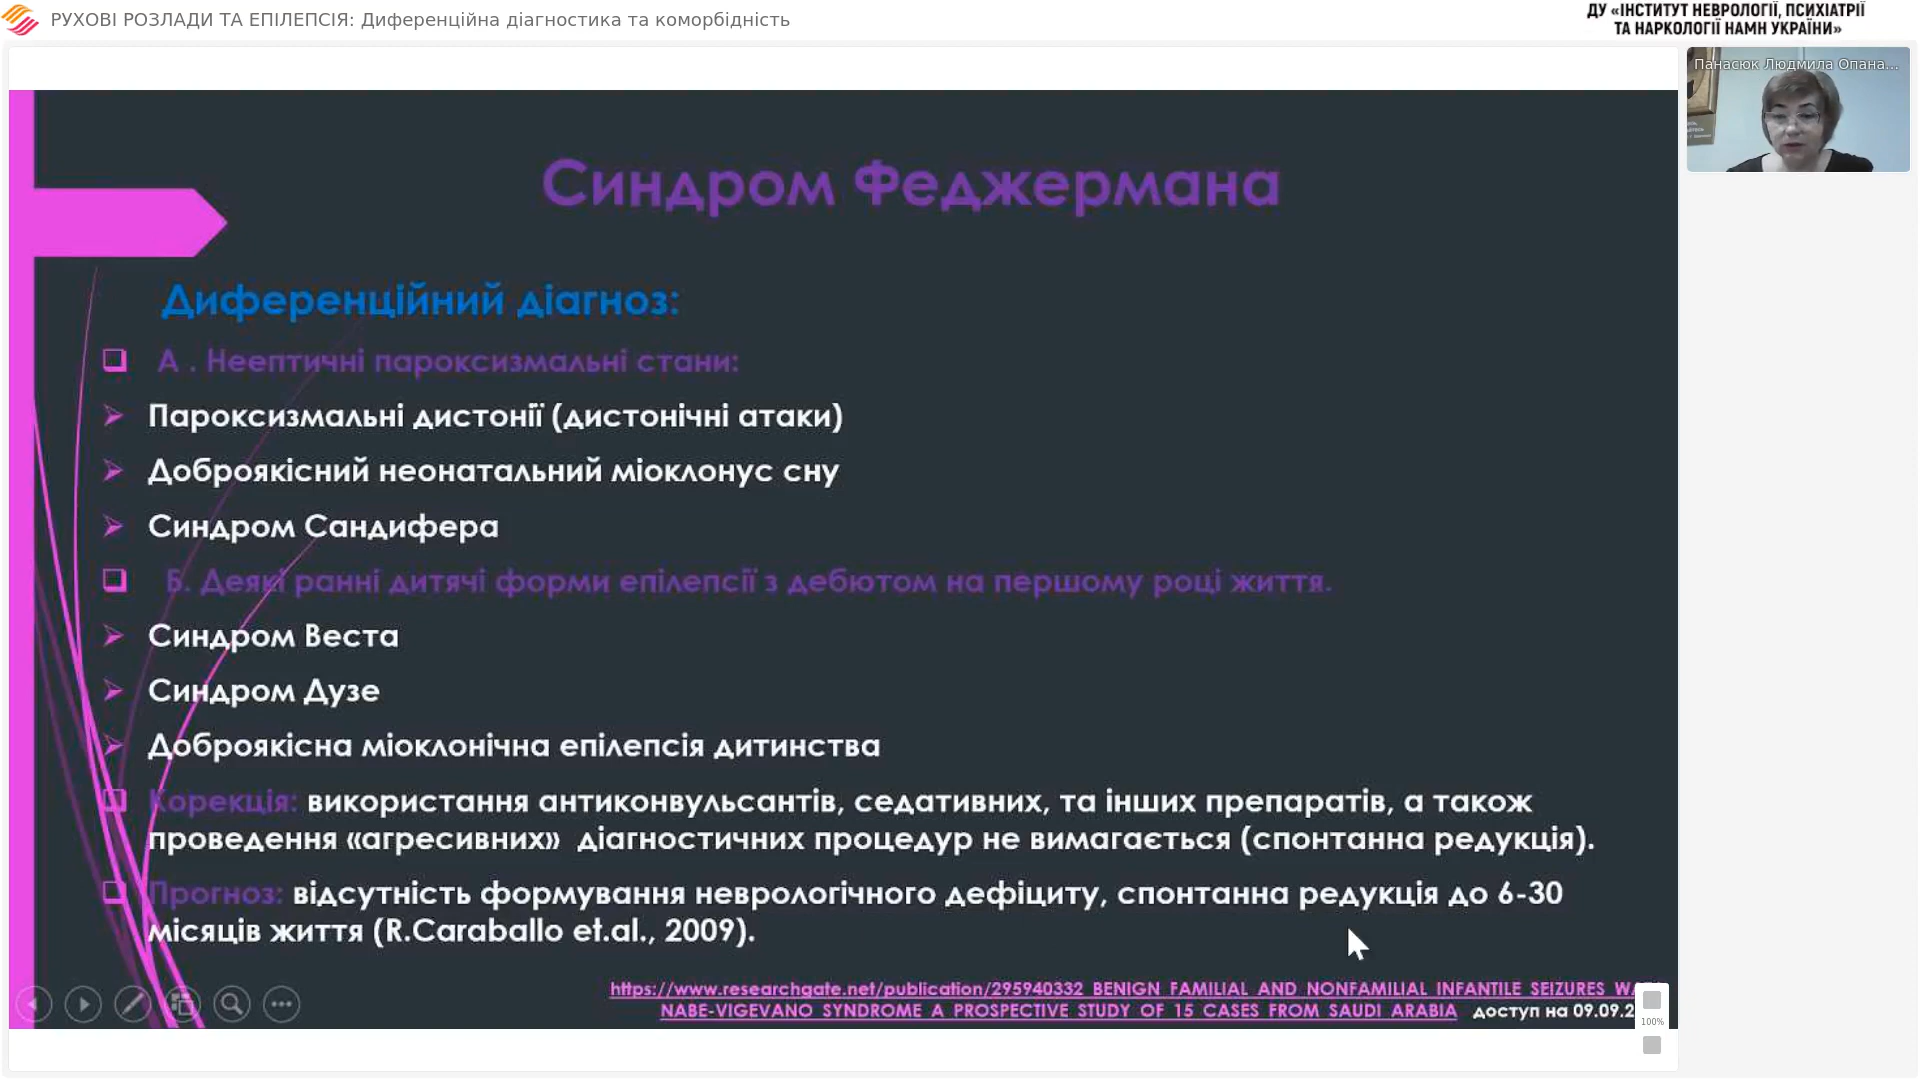 РУХОВІ РОЗЛАДИ ТА ЕПІЛЕПСІЯ: Диференційна діагностика та коморбідність
ДУ «ІНСТИТУТ НЕВРОЛОГІЇ, ПСИХІАТРІЇ
ТА НАРКОЛОГІЇ НАМН УКРАЇНИ»
Панасюк Людмила Опана...
Синдром Феджермана
Диференційний діагноз:
А . Неептичні пароксизмальні стани:
Пароксизмальні дистонії (дистонічні атаки)
Доброякісний неонатальний міоклонус сну
Синдром Сандифера
Б. Деякі ранні дитячі форми епілепсії з дебютом на першому році життя.
Синдром Веста
Синдром Дузе
Доброякісна міоклонічна епілепсія дитинства
Корекція: використання антиконвульсантів, седативних, та інших препаратів, а також
проведення «агресивних» діагностичних процедур не вимагається (спонтанна редукція).
Прогноз: відсутність формування неврологічного дефіциту, спонтанна редукція до 6-30
місяців життя (R.Caraballo et.al., 2009).
https://www.researchgate.net/publication/295940332_BENIGN_FAMILIAL_AND_NONFAMILIAL_INFANTILE_SEIZURES_W
NABE-VIGEVANO_SYNDROME_A_PROSPECTIVE_STUDY_OF_15_CASES_FROM_SAUDI_ARABIA доступ на 09.09.2
100%